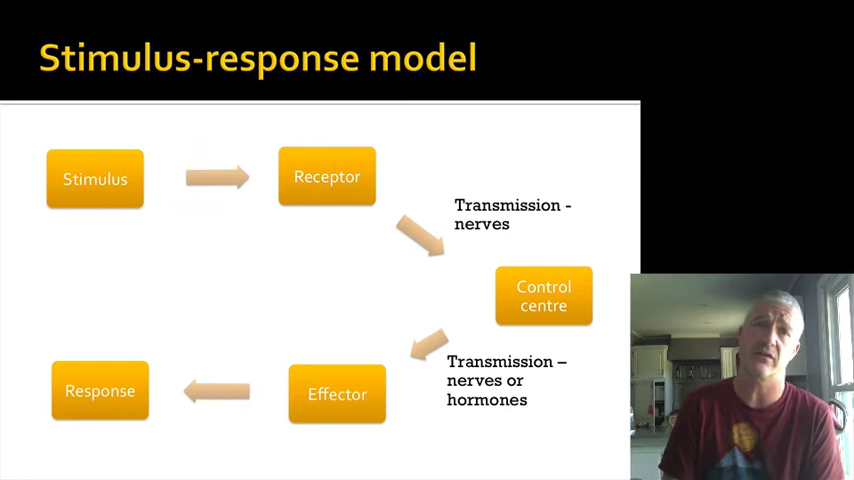 Stimulus-response model
Stimulus
Receptor
Transmission -
nerves
Control
centre
Transmission –
nerves or
hormones
Effector
Response